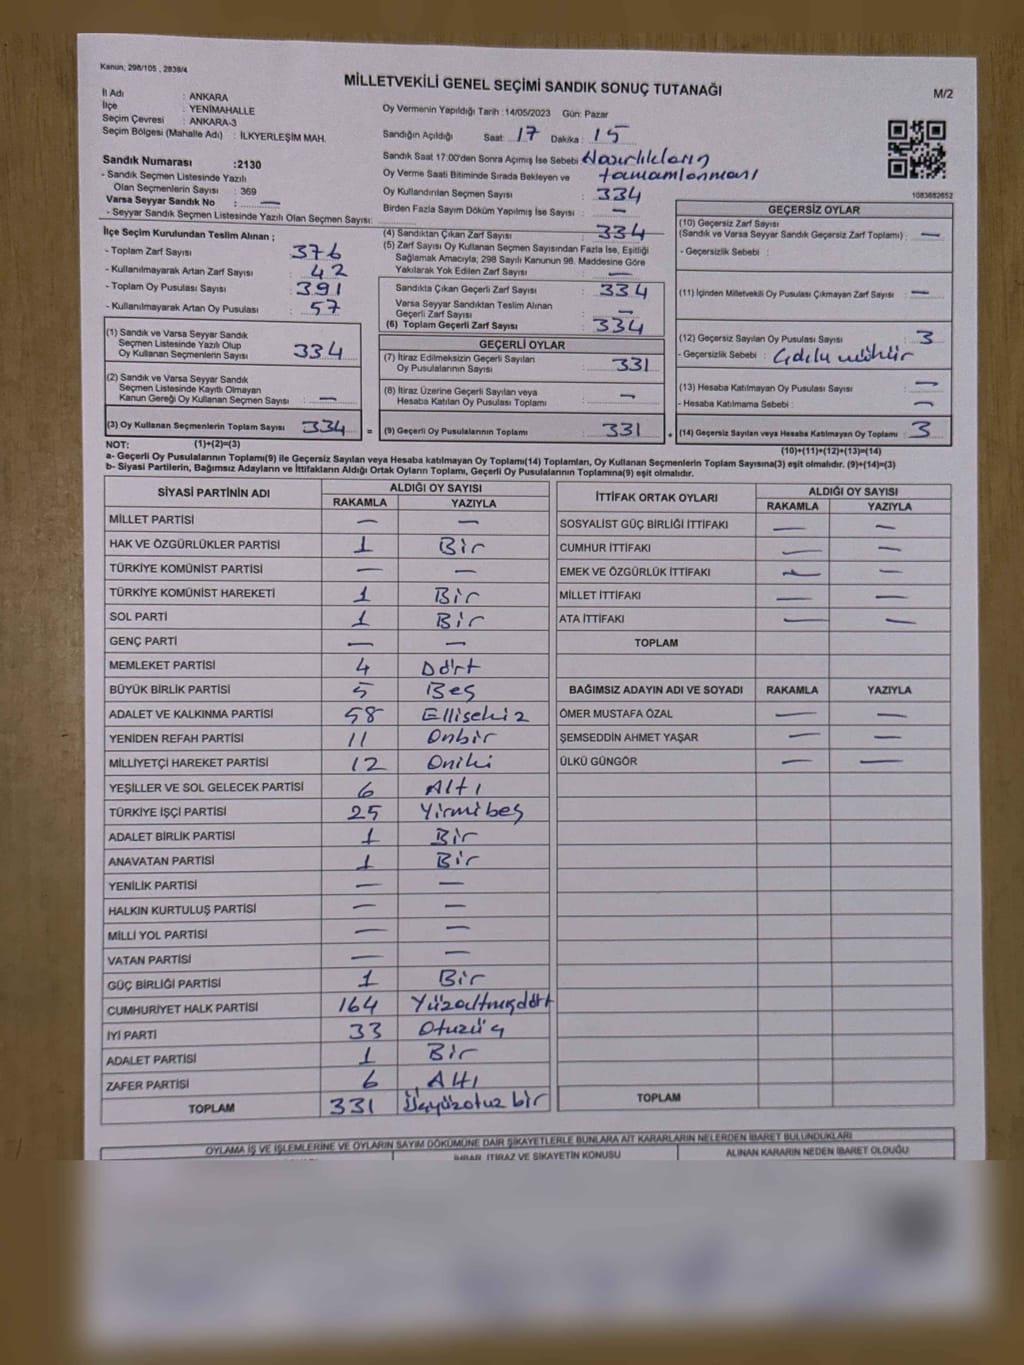 Kanun; 298/105 , 2839/4
MİLLETVEKİLİ GENEL SEÇİMİ SANDIK SONUÇ TUTANAĞI
M/2
İl Adı : ANKARA
İlçe : YENİMAHALLE
Seçim Çevresi : ANKARA-3
Seçim Bölgesi (Mahalle Adı) : İLKYERLEŞİM MAH.
Oy Vermenin Yapıldığı Tarih :14/05/2023 Gün: Pazar
Sandığın Açıldığı Saat: 17 Dakika : 15
Sandık Saat 17:00'den Sonra Açımış İse Sebebi Hazırlıkların
Oy Verme Saati Bitiminde Sırada Bekleyen ve tamamlanması
Oy Kullandırılan Seçmen Sayısı : 334
Birden Fazla Sayım Döküm Yapılmış İse Sayısı : —
1083682652
Sandık Numarası :2130
- Sandık Seçmen Listesinde Yazılı
Olan Seçmenlerin Sayısı : 369
Varsa Seyyar Sandık No : —
- Seyyar Sandık Seçmen Listesinde Yazılı Olan Seçmen Sayısı:
İlçe Seçim Kurulundan Teslim Alınan ;
- Toplam Zarf Sayısı : 376
- Kullanılmayarak Artan Zarf Sayısı : 42
- Toplam Oy Pusulası Sayısı : 391
- Kullanılmayarak Artan Oy Pusulası : 57
(1) Sandık ve Varsa Seyyar Sandık
Seçmen Listesinde Yazılı Olup
Oy Kullanan Seçmenlerin Sayısı : 334
(2) Sandık ve Varsa Seyyar Sandık
Seçmen Listesinde Kayıtlı Olmayan
Kanun Gereği Oy Kullanan Seçmen Sayısı : —
(3) Oy Kullanan Seçmenlerin Toplam Sayısı : 334 =
(4) Sandıktan Çıkan Zarf Sayısı : 334
(5) Zarf Sayısı Oy Kullanan Seçmen Sayısından Fazla İse, Eşitliği
Sağlamak Amacıyla; 298 Sayılı Kanunun 98. Maddesine Göre
Yakılarak Yok Edilen Zarf Sayısı : —
Sandıkta Çıkan Geçerli Zarf Sayısı : 334
Varsa Seyyar Sandıktan Teslim Alınan
Geçerli Zarf Sayısı : —
(6) Toplam Geçerli Zarf Sayısı : 334
GEÇERLİ OYLAR
(7) İtiraz Edilmeksizin Geçerli Sayılan
Oy Pusulalarının Sayısı : 331
(8) İtiraz Üzerine Geçerli Sayılan veya
Hesaba Katılan Oy Pusulası Toplamı : —
(9) Geçerli Oy Pusulalarının Toplamı : 331
GEÇERSİZ OYLAR
(10) Geçersiz Zarf Sayısı
(Sandık ve Varsa Seyyar Sandık Geçersiz Zarf Toplamı) : —
- Geçersizlik Sebebi :
(11) İçinden Milletvekili Oy Pusulası Çıkmayan Zarf Sayısı : —
(12) Geçersiz Sayılan Oy Pusulası Sayısı : 3
- Geçersizlik Sebebi :
(13) Hesaba Katılmayan Oy Pusulası Sayısı : —
- Hesaba Katılmama Sebebi : —
(14) Geçersiz Sayılan veya Hesaba Katılmayan Oy Toplamı : 3
NOT: (1)+(2)=(3)
(10)+(11)+(12)+(13)=(14)
a- Geçerli Oy Pusulasının Toplamı(9) ile Geçersiz Sayılan veya Hesaba katılmayan Oy Toplamı(14) Toplamları, Oy Kullanan Seçmenlerin Toplam Sayısına(3) eşit olmalıdır. (9)+(14)=(3)
b- Siyasi Partilerin, Bağımsız Adayların ve İttifakların Aldığı Ortak Oyların Toplamı, Geçerli Oy Pusulasının Toplamına(9) eşit olmalıdır.
SİYASİ PARTİNİN ADI ALDIĞI OY SAYISI
RAKAMLA YAZIYLA
MİLLET PARTİSİ — —
HAK VE ÖZGÜRLÜKLER PARTİSİ 1 Bir
TÜRKİYE KOMÜNİST PARTİSİ — —
TÜRKİYE KOMÜNİST HAREKETİ 1 Bir
SOL PARTİ 1 Bir
GENÇ PARTİ — —
MEMLEKET PARTİSİ 4 Dört
BÜYÜK BİRLİK PARTİSİ 5 Beş
ADALET VE KALKINMA PARTİSİ 58 Ellisekiz
YENİDEN REFAH PARTİSİ 11 Onbir
MİLLİYETÇİ HAREKET PARTİSİ 12 Oniki
YEŞİLLER VE SOL GELECEK PARTİSİ 6 Altı
TÜRKİYE İŞÇİ PARTİSİ 25 Yirmibeş
ADALET BİRLİK PARTİSİ 1 Bir
ANAVATAN PARTİSİ 1 Bir
YENİLİK PARTİSİ — —
HALKIN KURTULUŞ PARTİSİ — —
MİLLİ YOL PARTİSİ — —
VATAN PARTİSİ — —
GÜÇ BİRLİĞİ PARTİSİ 1 Bir
CUMHURİYET HALK PARTİSİ 164 Yüzaltmışdört
İYİ PARTİ 33 Otuzüç
ADALET PARTİSİ 1 Bir
ZAFER PARTİSİ 6 Altı
TOPLAM 331 Üçyüzotuz bir
İTTİFAK ORTAK OYLARI ALDIĞI OY SAYISI
RAKAMLA YAZIYLA
SOSYALİST GÜÇ BİRLİĞİ İTTİFAKI — —
CUMHUR İTTİFAKI — —
EMEK VE ÖZGÜRLÜK İTTİFAKI — —
MİLLET İTTİFAKI — —
ATA İTTİFAKI — —
TOPLAM
BAĞIMSIZ ADAYIN ADI VE SOYADI RAKAMLA YAZIYLA
ÖMER MUSTAFA ÖZAL — —
ŞEMSEDDİN AHMET YAŞAR — —
ÜLKÜ GÜNGÖR — —
TOPLAM
OYLAMA İŞ VE İŞLEMLERİNE VE OYLARIN SAYIM DÖKÜMÜNE DAİR ŞİKAYETLERLE BUNLARA AİT KARARLARIN NELERDEN İBARET BULUNDUKLARI
İHBAR, İTİRAZ VE ŞİKAYETİN KONUSU
ALINAN KARARIN NEDEN İBARET OLDUĞU